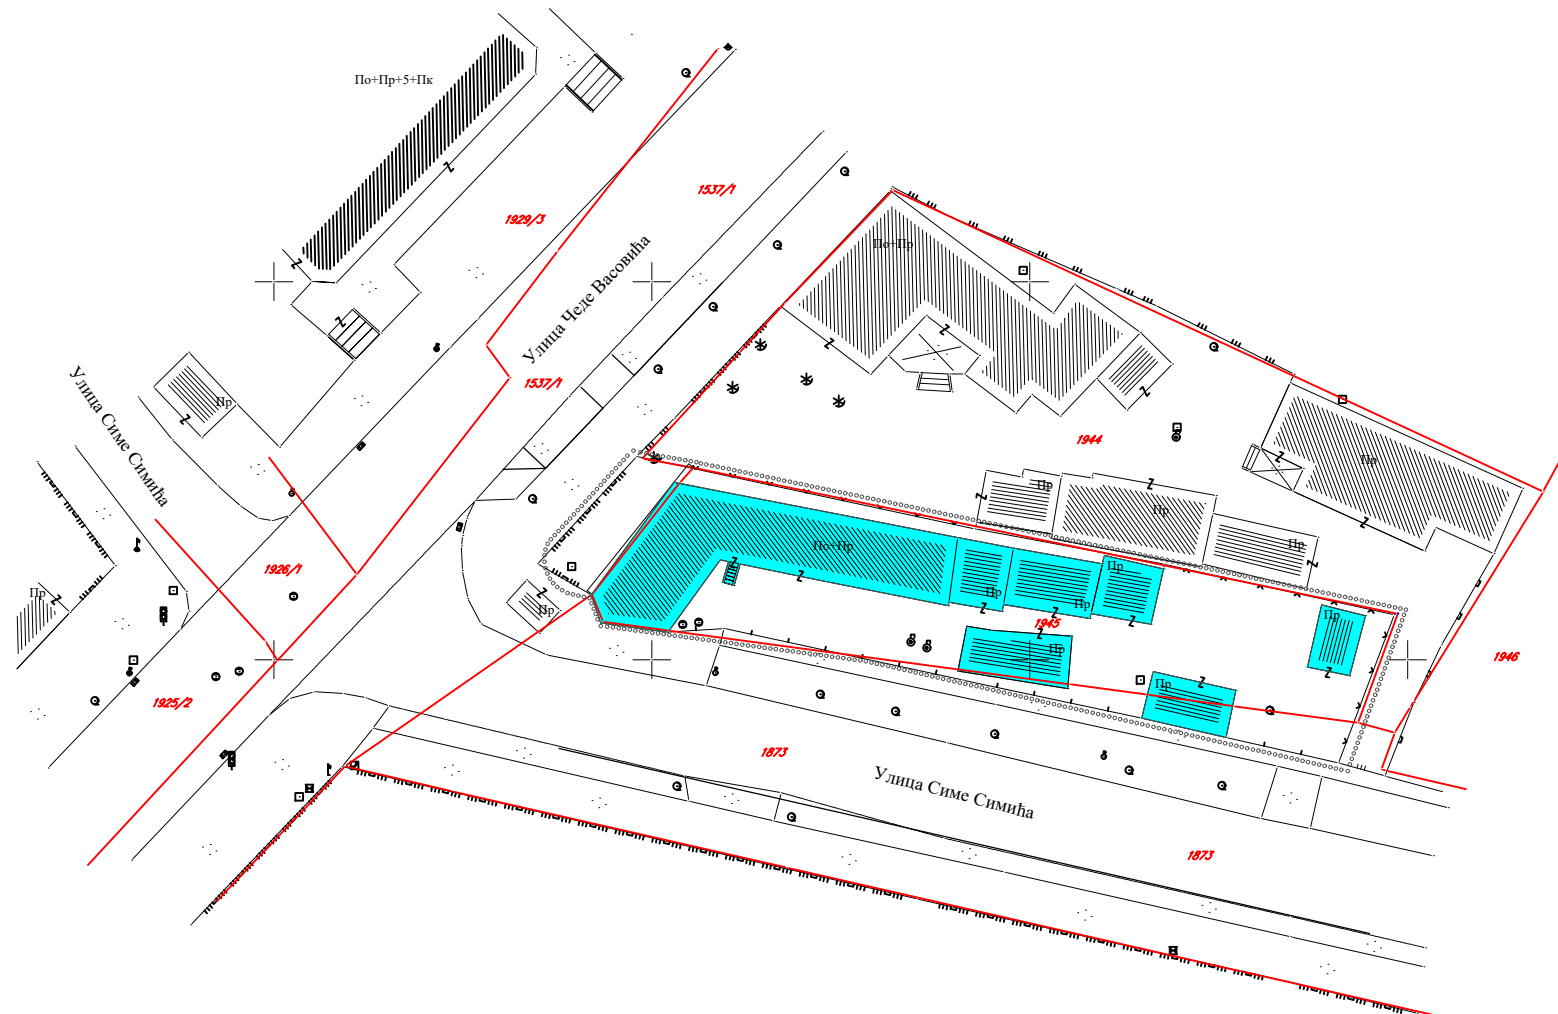 По+Пр+5+Пк
1537/1
1929/3
Улица Чеде Васовића
По+Пр
1537/1
Улица Симе Симића
Пр
1944
Пр
Пр
Пр
Пр
По+Пр
Пр
1926/1
Пр
Пр
Пр
Пр
Пр
Пр
1945
Пр
1946
Пр
1925/2
1873
Улица Симе Симића
1873